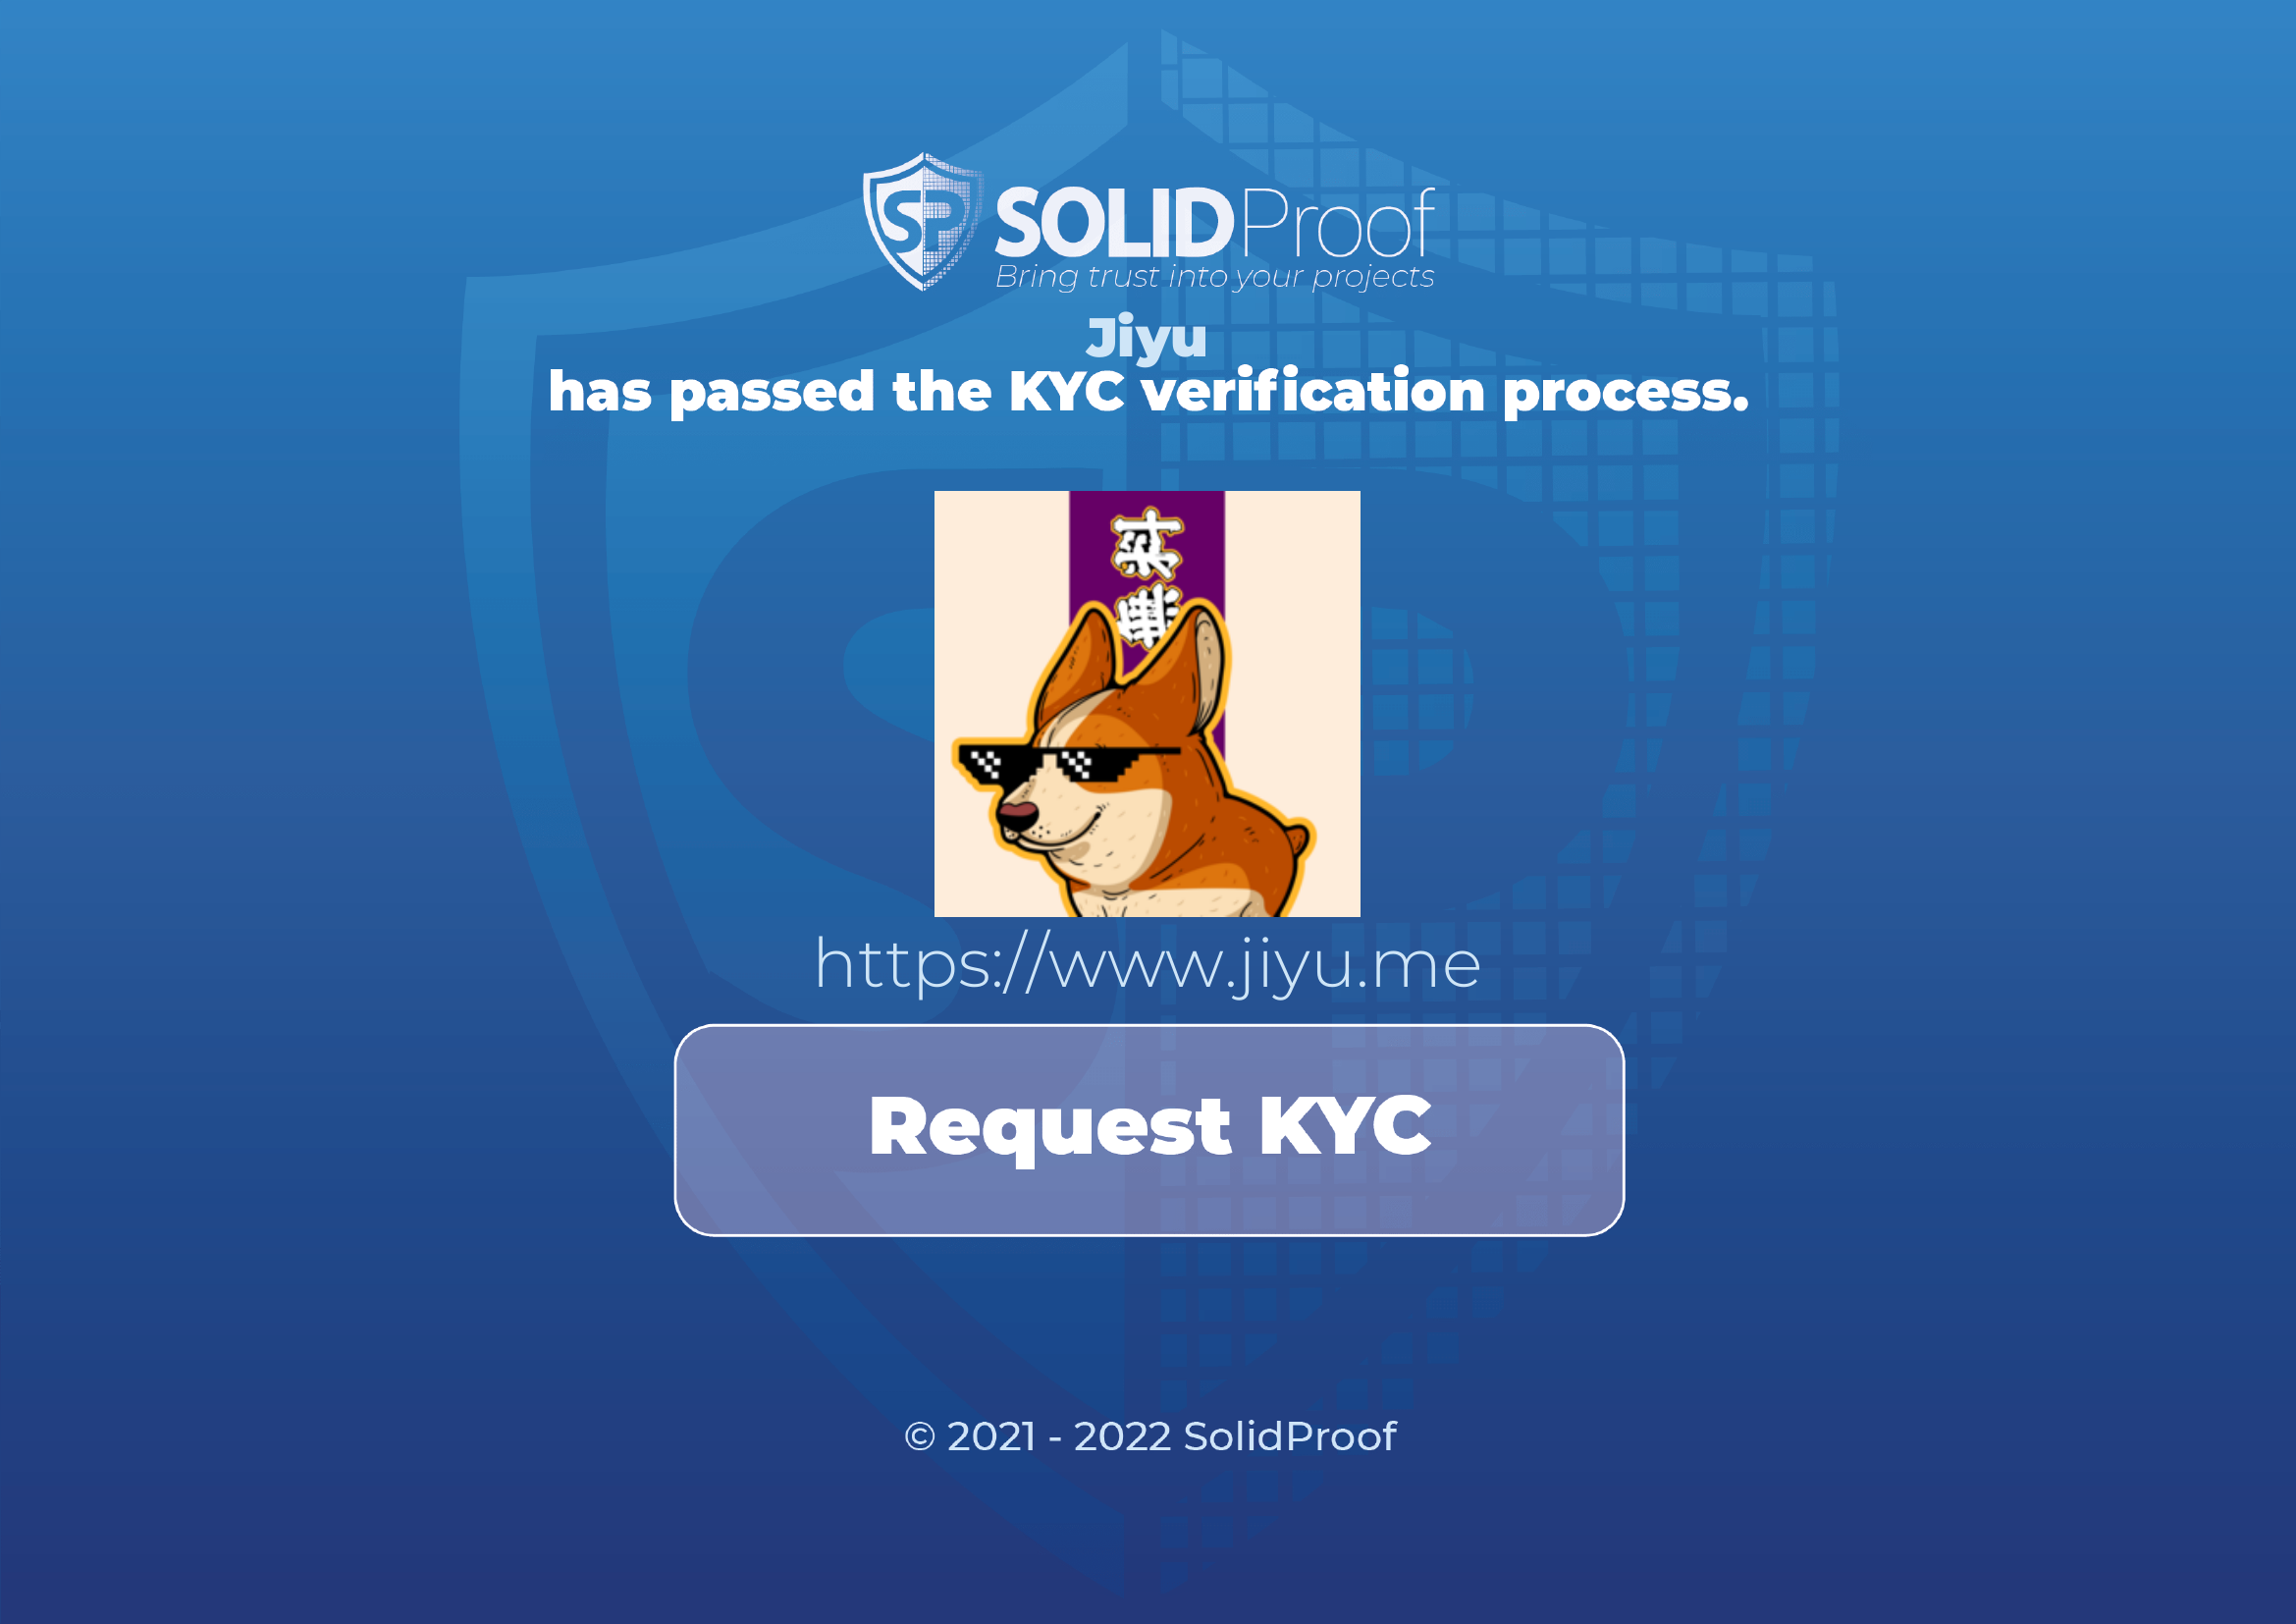 SP
SOLIDProof
Bring trust into your projects
Jiyu
has passed the KYC verification process.
https://www.jiyu.me
Request KYC
© 2021 - 2022 SolidProof